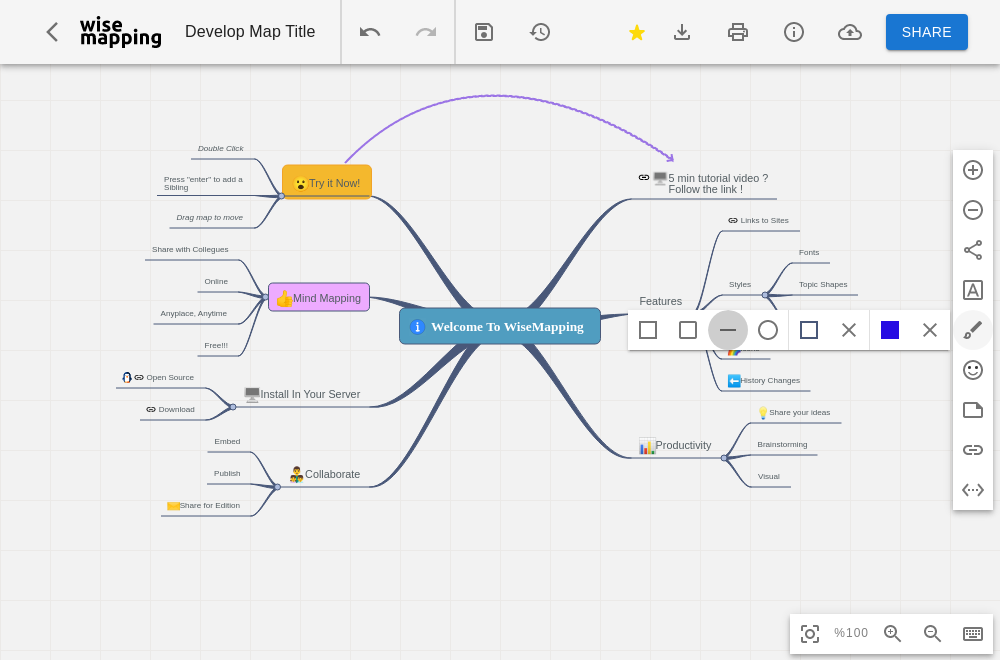 wise
mapping
Develop Map Title
SHARE
Double Click
Press "enter" to add a
Sibling
Drag map to move
Try it Now!
Share with Collegues
Online
Anyplace, Anytime
Free!!!
Mind Mapping
Open Source
Download
Install In Your Server
Embed
Publish
Share for Edition
Collaborate
Welcome To WiseMapping
5 min tutorial video ?
Follow the link !
Links to Sites
Fonts
Styles
Topic Shapes
Features
History Changes
Share your ideas
Productivity
Brainstorming
Visual
%100